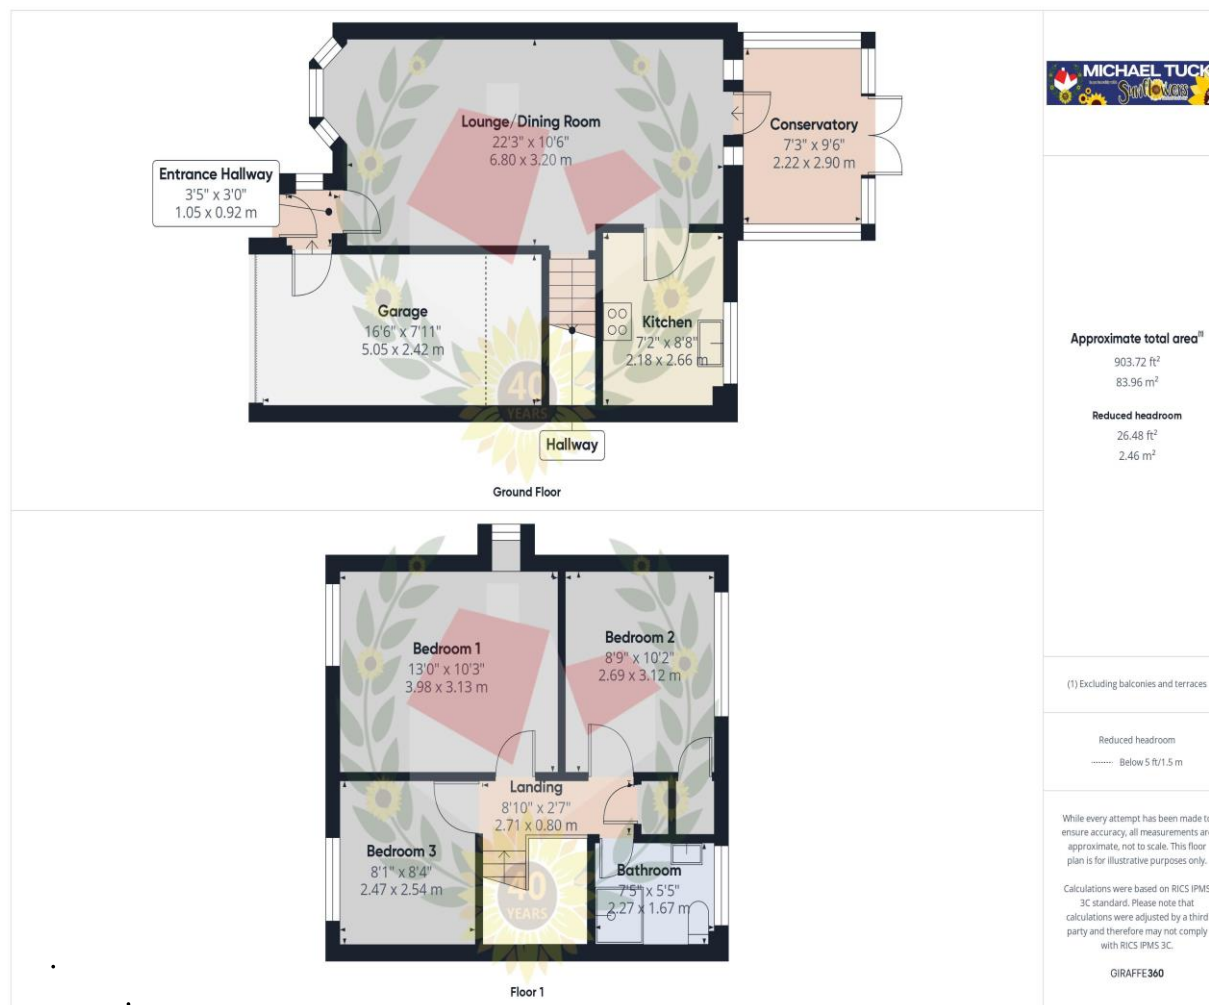 Lounge/Dining Room
22'3" x 10'6"
6.80 x 3.20 m
Conservatory
7'3" x 9'6"
2.22 x 2.90 m
Entrance Hallway
3'5" x 3'0"
1.05 x 0.92 m
Garage
16'6" x 7'11"
5.05 x 2.42 m
Kitchen
7'2" x 8'8"
2.18 x 2.66 m
40
YEARS
Hallway
Ground Floor
Bedroom 1
13'0" x 10'3"
3.98 x 3.13 m
Bedroom 2
8'9" x 10'2"
2.69 x 3.12 m
Landing
8'10" x 2'7"
2.71 x 0.80 m
Bedroom 3
8'1" x 8'4"
2.47 x 2.54 m
Bathroom
7'5" x 5'5"
2.27 x 1.67 m
40
YEARS
Floor 1
MICHAEL TUCK
Sunflowers
Approximate total area⁽¹⁾
903.72 ft²
83.96 m²
Reduced headroom
26.48 ft²
2.46 m²
(1) Excluding balconies and terraces
Reduced headroom
Below 5 ft/1.5 m
While every attempt has been made to
ensure accuracy, all measurements are
approximate, not to scale. This floor
plan is for illustrative purposes only.
Calculations were based on RICS IPMS
3C standard. Please note that
calculations were adjusted by a third
party and therefore may not comply
with RICS IPMS 3C.
GIRAFFE360